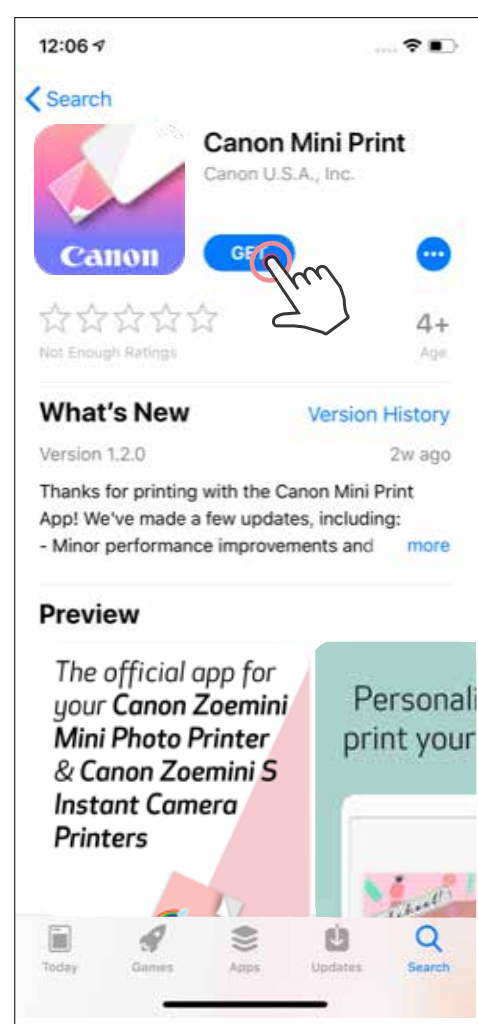 12:06
Search
Canon Mini Print
Canon U.S.A., Inc.
Canon
GET
4+
Not Enough Ratings
Age
What's New
Version History
Version 1.2.0
2w ago
Thanks for printing with the Canon Mini Print
App! We've made a few updates, including:
- Minor performance improvements and more
Preview
The official app for
your Canon Zoemini
Mini Photo Printer
& Canon Zoemini S
Instant Camera
Printers
Personali
print your
Today
Games
Apps
Updates
Search